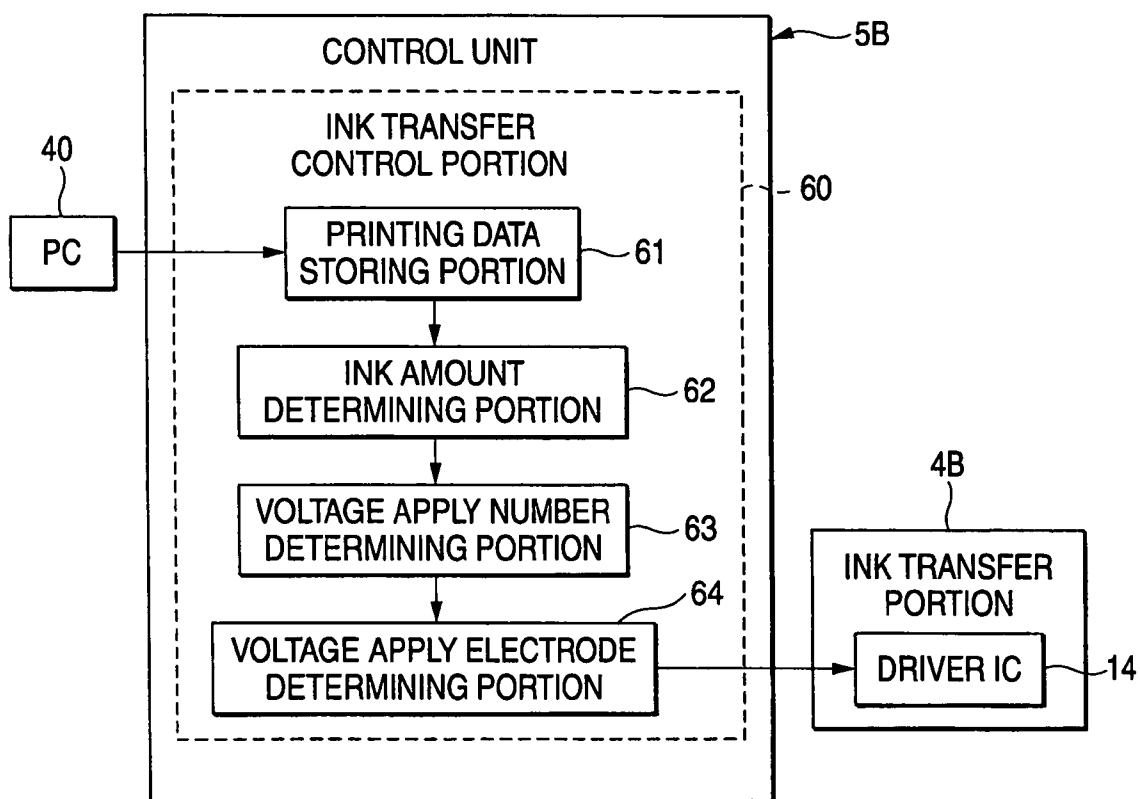 CONTROL UNIT
5B
INK TRANSFER
CONTROL PORTION
60
40
PC
PRINTING DATA
STORING PORTION
61
INK AMOUNT
DETERMINING PORTION
62
VOLTAGE APPLY NUMBER
DETERMINING PORTION
63
64
VOLTAGE APPLY ELECTRODE
DETERMINING PORTION
4B
INK TRANSFER
PORTION
DRIVER IC
14